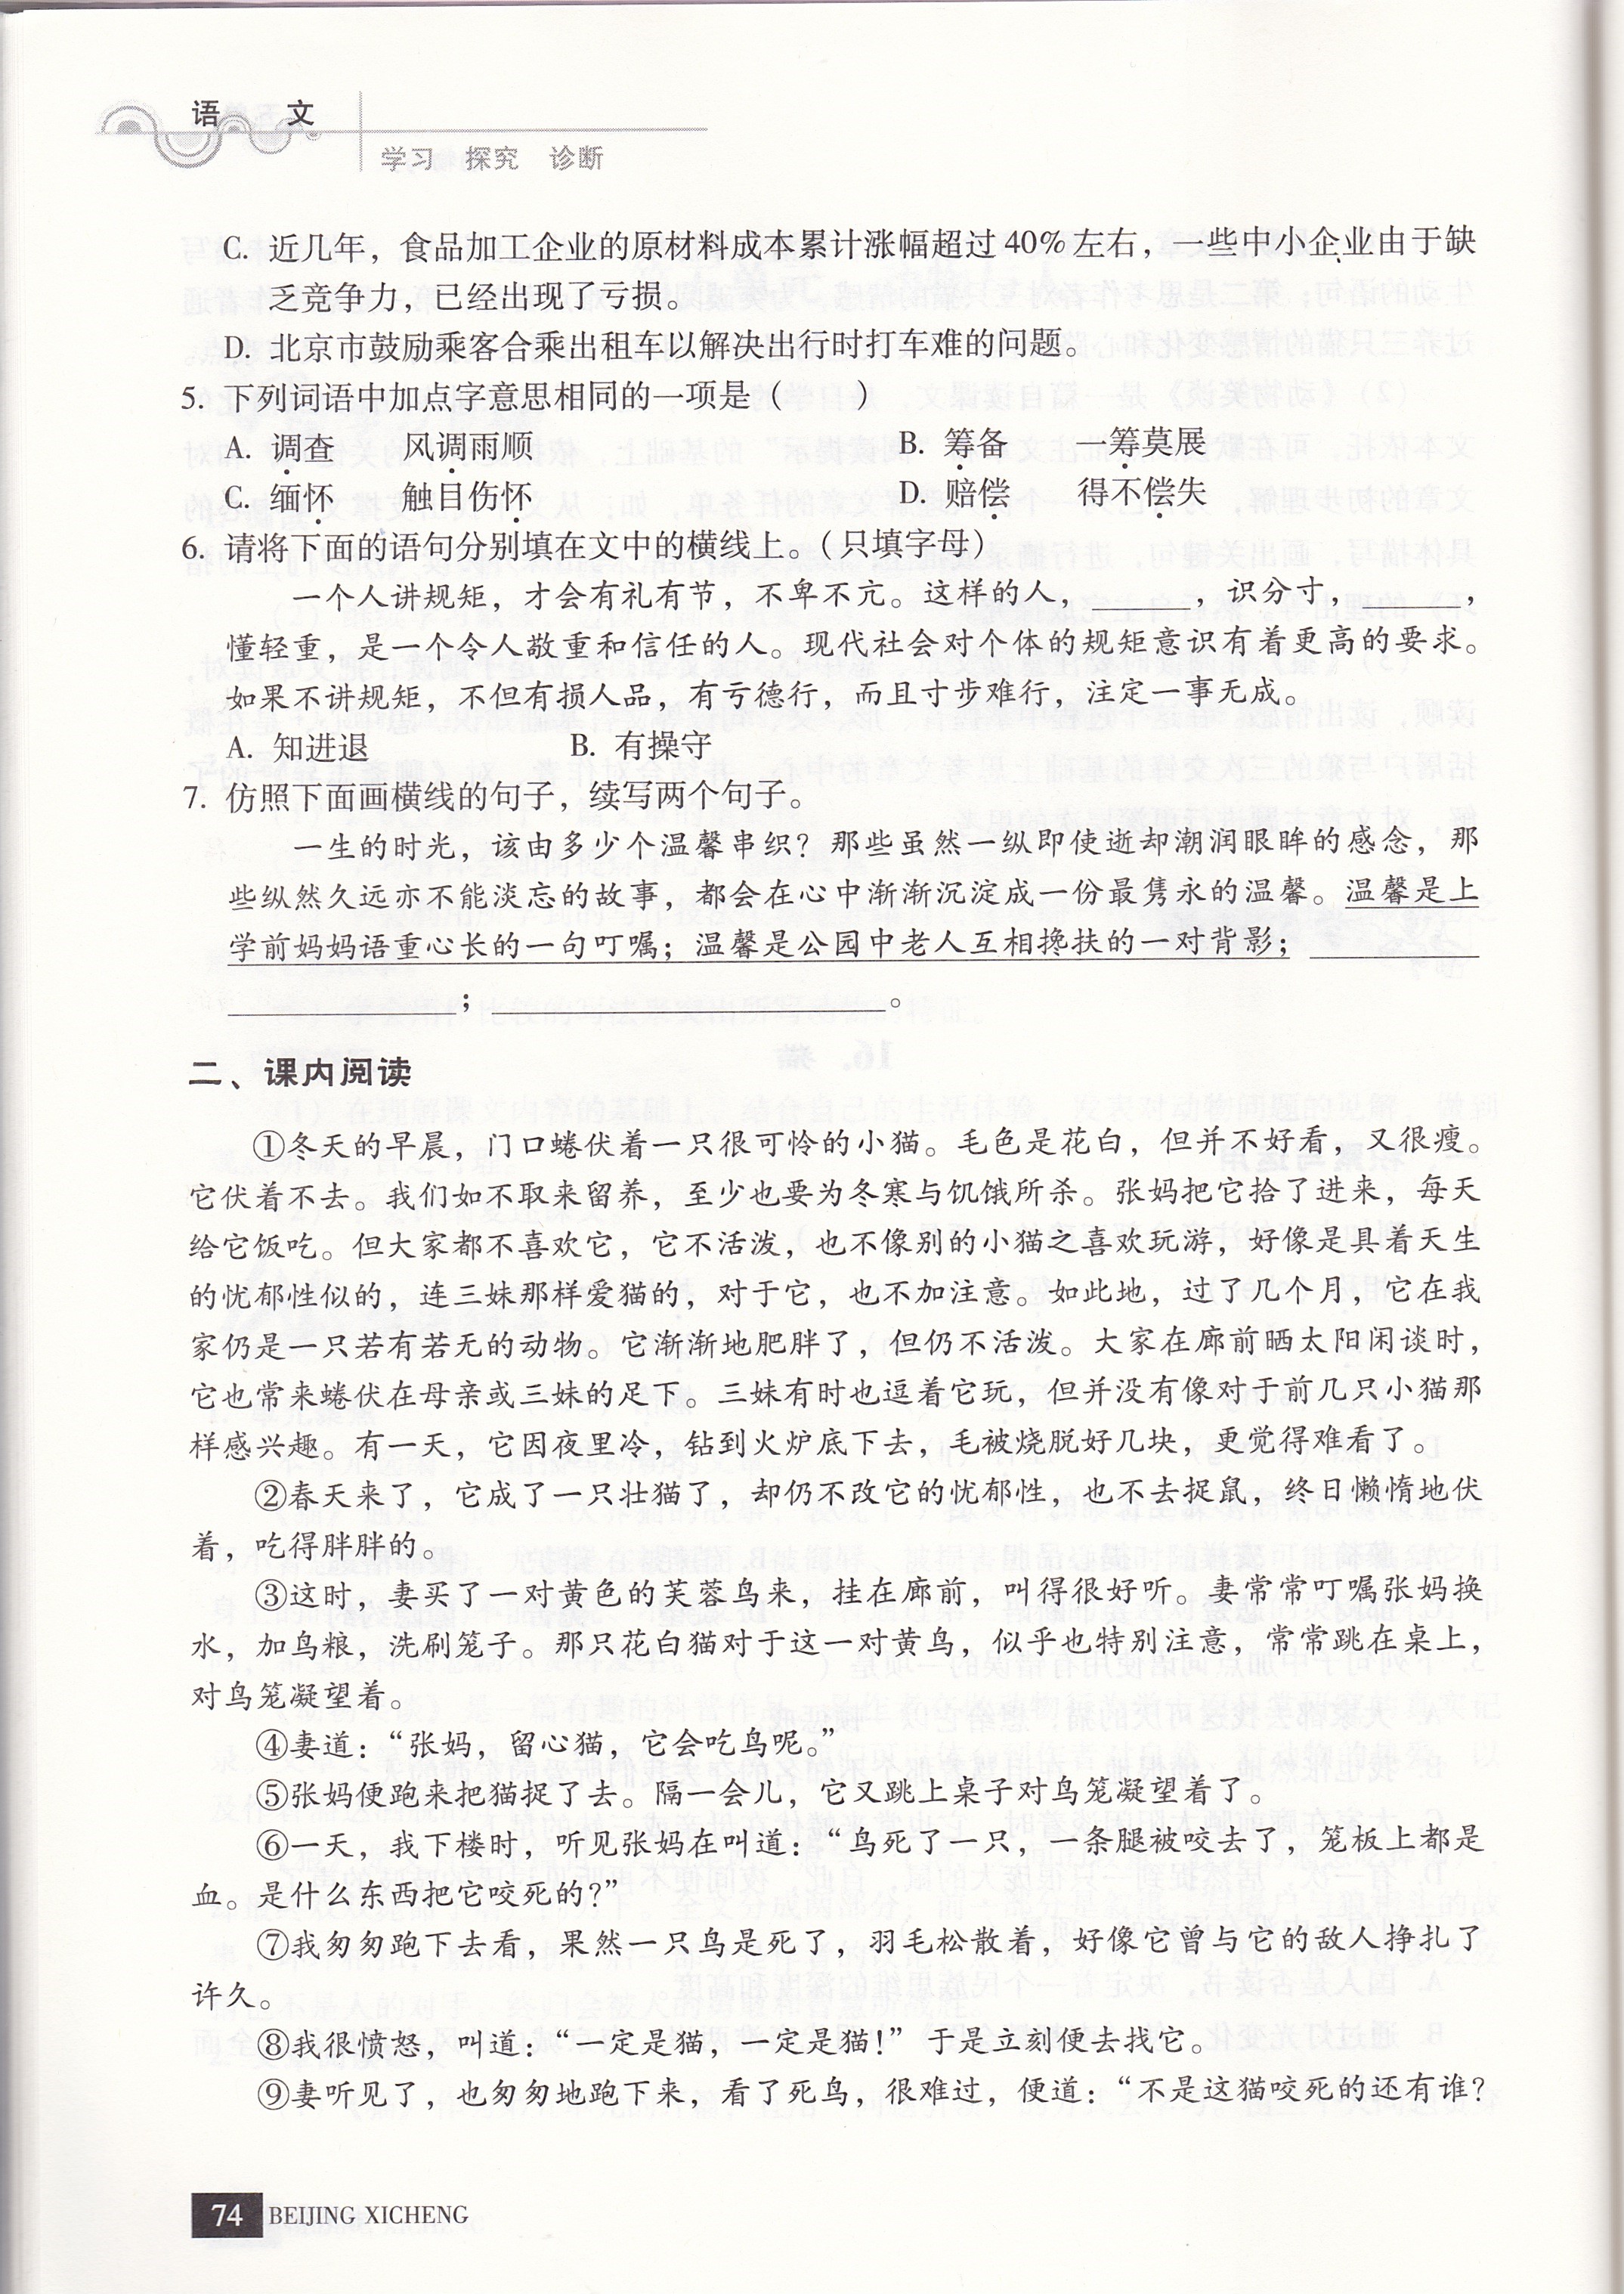 语 文
学习 探究 诊断
C. 近几年，食品加工企业的原材料成本累计涨幅超过40%左右，一些中小企业由于缺
乏竞争力，已经出现了亏损。
D. 北京市鼓励乘客合乘出租车以解决出行时打车难的问题。
5. 下列词语中加点字意思相同的一项是（ ）
A. 调查 风调雨顺 B. 筹备 一筹莫展
C. 缅怀 触目伤怀 D. 赔偿 得不偿失
6. 请将下面的语句分别填在文中的横线上。（只填字母）
一个人讲规矩，才会有礼有节，不卑不亢。这样的人，______，识分寸，______，
懂轻重，是一个令人敬重和信任的人。现代社会对个体的规矩意识有着更高的要求。
如果不讲规矩，不但有损人品，有亏德行，而且寸步难行，注定一事无成。
A. 知进退 B. 有操守
7. 仿照下面画横线的句子，续写两个句子。
一生的时光，该由多少个温馨串织？那些虽然一纵即使逝却潮润眼眸的感念，那
些纵然久远亦不能淡忘的故事，都会在心中渐渐沉淀成一份最隽永的温馨。温馨是上
学前妈妈语重心长的一句叮嘱；温馨是公园中老人互相搀扶的一对背影；__________
______________；________________________。
二、课内阅读
①冬天的早晨，门口蜷伏着一只很可怜的小猫。毛色是花白，但并不好看，又很瘦。
它伏着不去。我们如不取来留养，至少也要为冬寒与饥饿所杀。张妈把它拾了进来，每天
给它饭吃。但大家都不喜欢它，它不活泼，也不像别的小猫之喜欢玩游，好像是具着天生
的忧郁性似的，连三妹那样爱猫的，对于它，也不加注意。如此地，过了几个月，它在我
家仍是一只若有若无的动物。它渐渐地肥胖了，但仍不活泼。大家在廊前晒太阳闲谈时，
它也常来蜷伏在母亲或三妹的足下。三妹有时也逗着它玩，但并没有像对于前几只小猫那
样感兴趣。有一天，它因夜里冷，钻到火炉底下去，毛被烧脱好几块，更觉得难看了。
②春天来了，它成了一只壮猫了，却仍不改它的忧郁性，也不去捉鼠，终日懒惰地伏
着，吃得胖胖的。
③这时，妻买了一对黄色的芙蓉鸟来，挂在廊前，叫得很好听。妻常常叮嘱张妈换
水，加鸟粮，洗刷笼子。那只花白猫对于这一对黄鸟，似乎也特别注意，常常跳在桌上，
对鸟笼凝望着。
④妻道：“张妈，留心猫，它会吃鸟呢。”
⑤张妈便跑来把猫捉了去。隔一会儿，它又跳上桌子对鸟笼凝望着了。
⑥一天，我下楼时，听见张妈在叫道：“鸟死了一只，一条腿被咬去了，笼板上都是
血。是什么东西把它咬死的？”
⑦我匆匆跑下去看，果然一只鸟是死了，羽毛松散着，好像它曾与它的敌人挣扎了
许久。
⑧我很愤怒，叫道：“一定是猫，一定是猫！”于是立刻便去找它。
⑨妻听见了，也匆匆地跑下来，看了死鸟，很难过，便道：“不是这猫咬死的还有谁？
74 BEIJING XICHENG